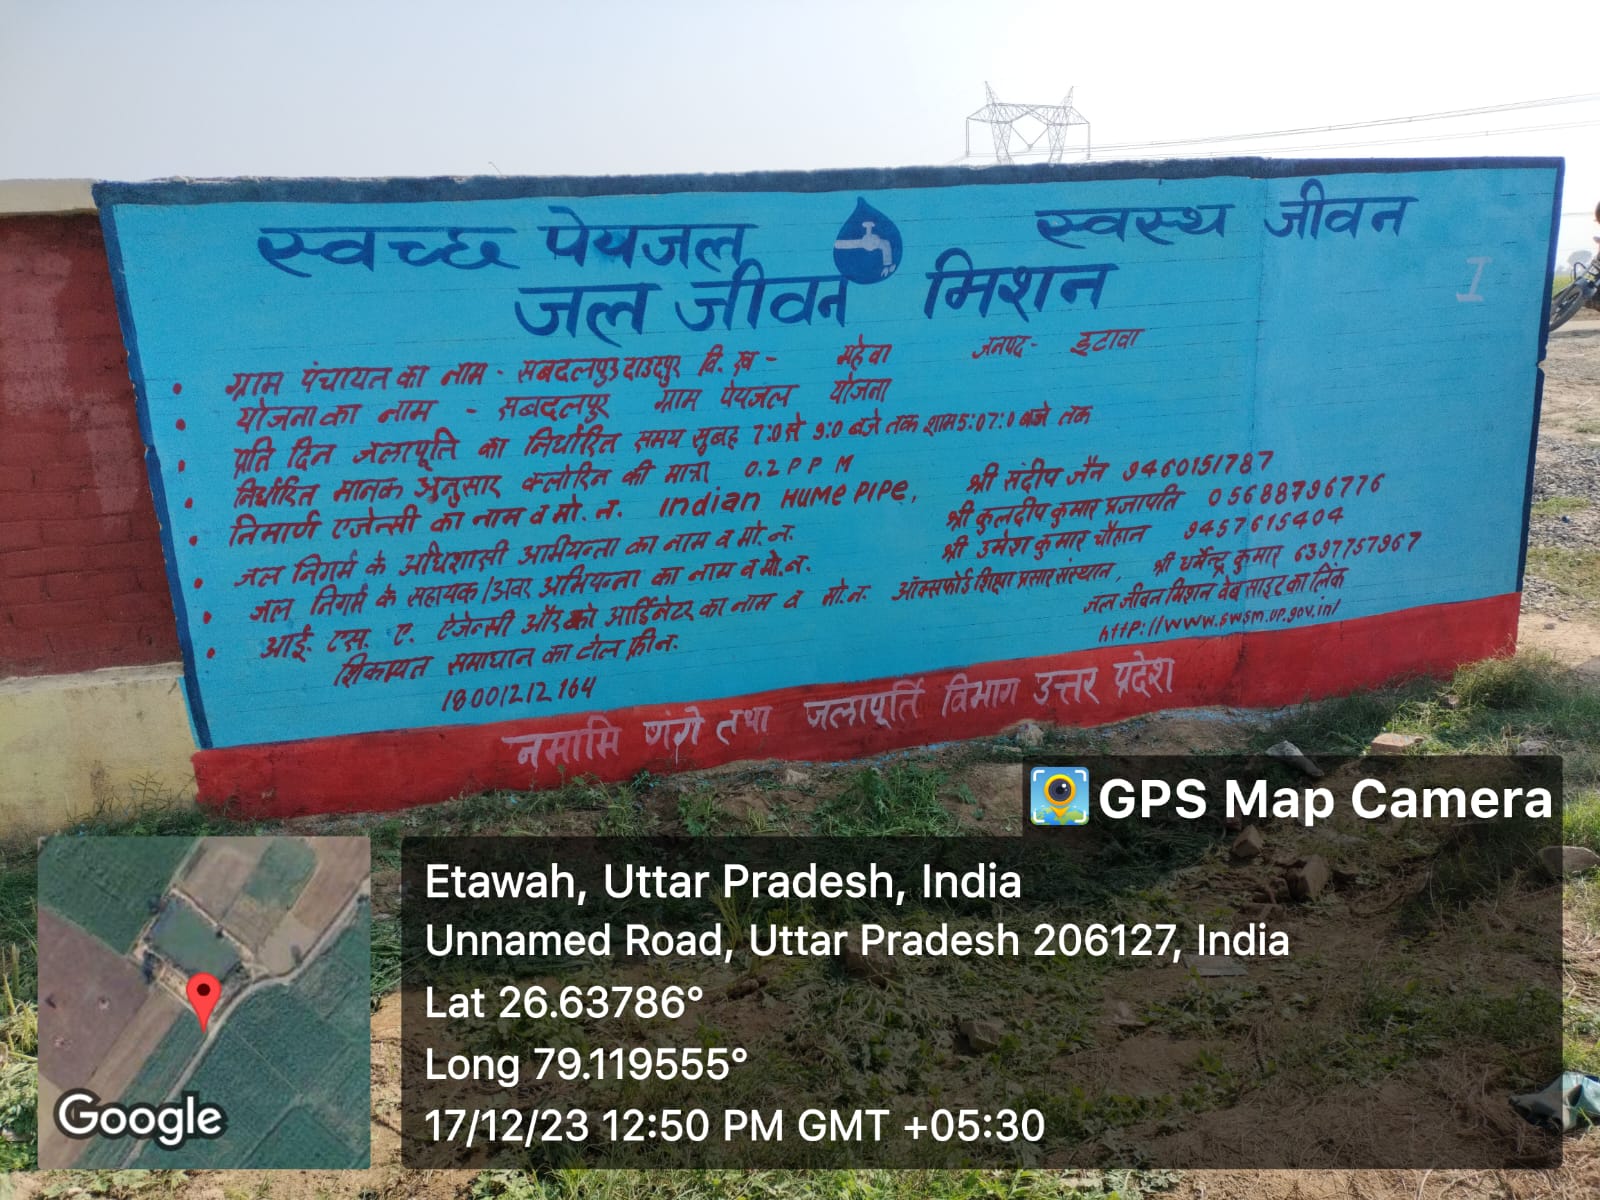 स्वच्छ पेयजल स्वस्थ जीवन
जल जीवन मिशन
I
• ग्राम पंचायत का नाम - सबदलपुर दाउदपुर वि. ख - महेवा जनपद - इटावा
• योजना का नाम - सबदलपुर ग्राम पेयजल योजना
• प्रति दिन जलापूर्ति का निर्धारित समय सुबह 7:0 से 9:0 बजे तक शाम 5:0 7:0 बजे तक
• निर्धारित मानक अनुसार क्लोरिन की मात्रा 0.2 P P M
• निमार्ण एजेन्सी का नाम व मो. न. Indian HUME PIPE, श्री संदीप जैन 9460151787
• जल निगम के अधिशासी अभियन्ता का नाम व मो. न. श्री कुलदीप कुमार प्रजापति 05688796776
• जल निगम के सहायक/अवर अभियन्ता का नाम व मो. न. श्री उमेश कुमार चौहान 9457615404
• आई. एस. ए. ऐजेन्सी और को आर्डिनेटर का नाम व मो. न. ऑक्सफोर्ड शिक्षा प्रसार संस्थान, श्री धर्मेन्द्र कुमार 6397757967
शिकायत समाधान का टोल फ्री न.
18001212164
जल जीवन मिशन वेब साइट का लिंक
http://www.swsm.up.gov.in/
नमामि गंगे तथा जलापूर्ति विभाग उत्तर प्रदेश
GPS Map Camera
Etawah, Uttar Pradesh, India
Unnamed Road, Uttar Pradesh 206127, India
Lat 26.63786°
Long 79.119555°
17/12/23 12:50 PM GMT +05:30
Google